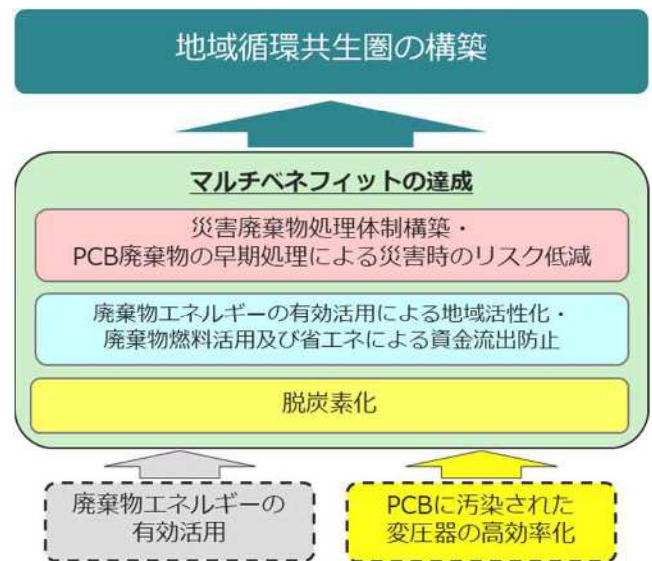 地域循環共生圏の構築
マルチベネフィットの達成
災害廃棄物処理体制構築・
PCB廃棄物の早期処理による災害時のリスク低減
廃棄物エネルギーの有効活用による地域活性化・
廃棄物燃料活用及び省エネによる資金流出防止
脱炭素化
廃棄物エネルギーの
有効活用
PCBに汚染された
変圧器の高効率化